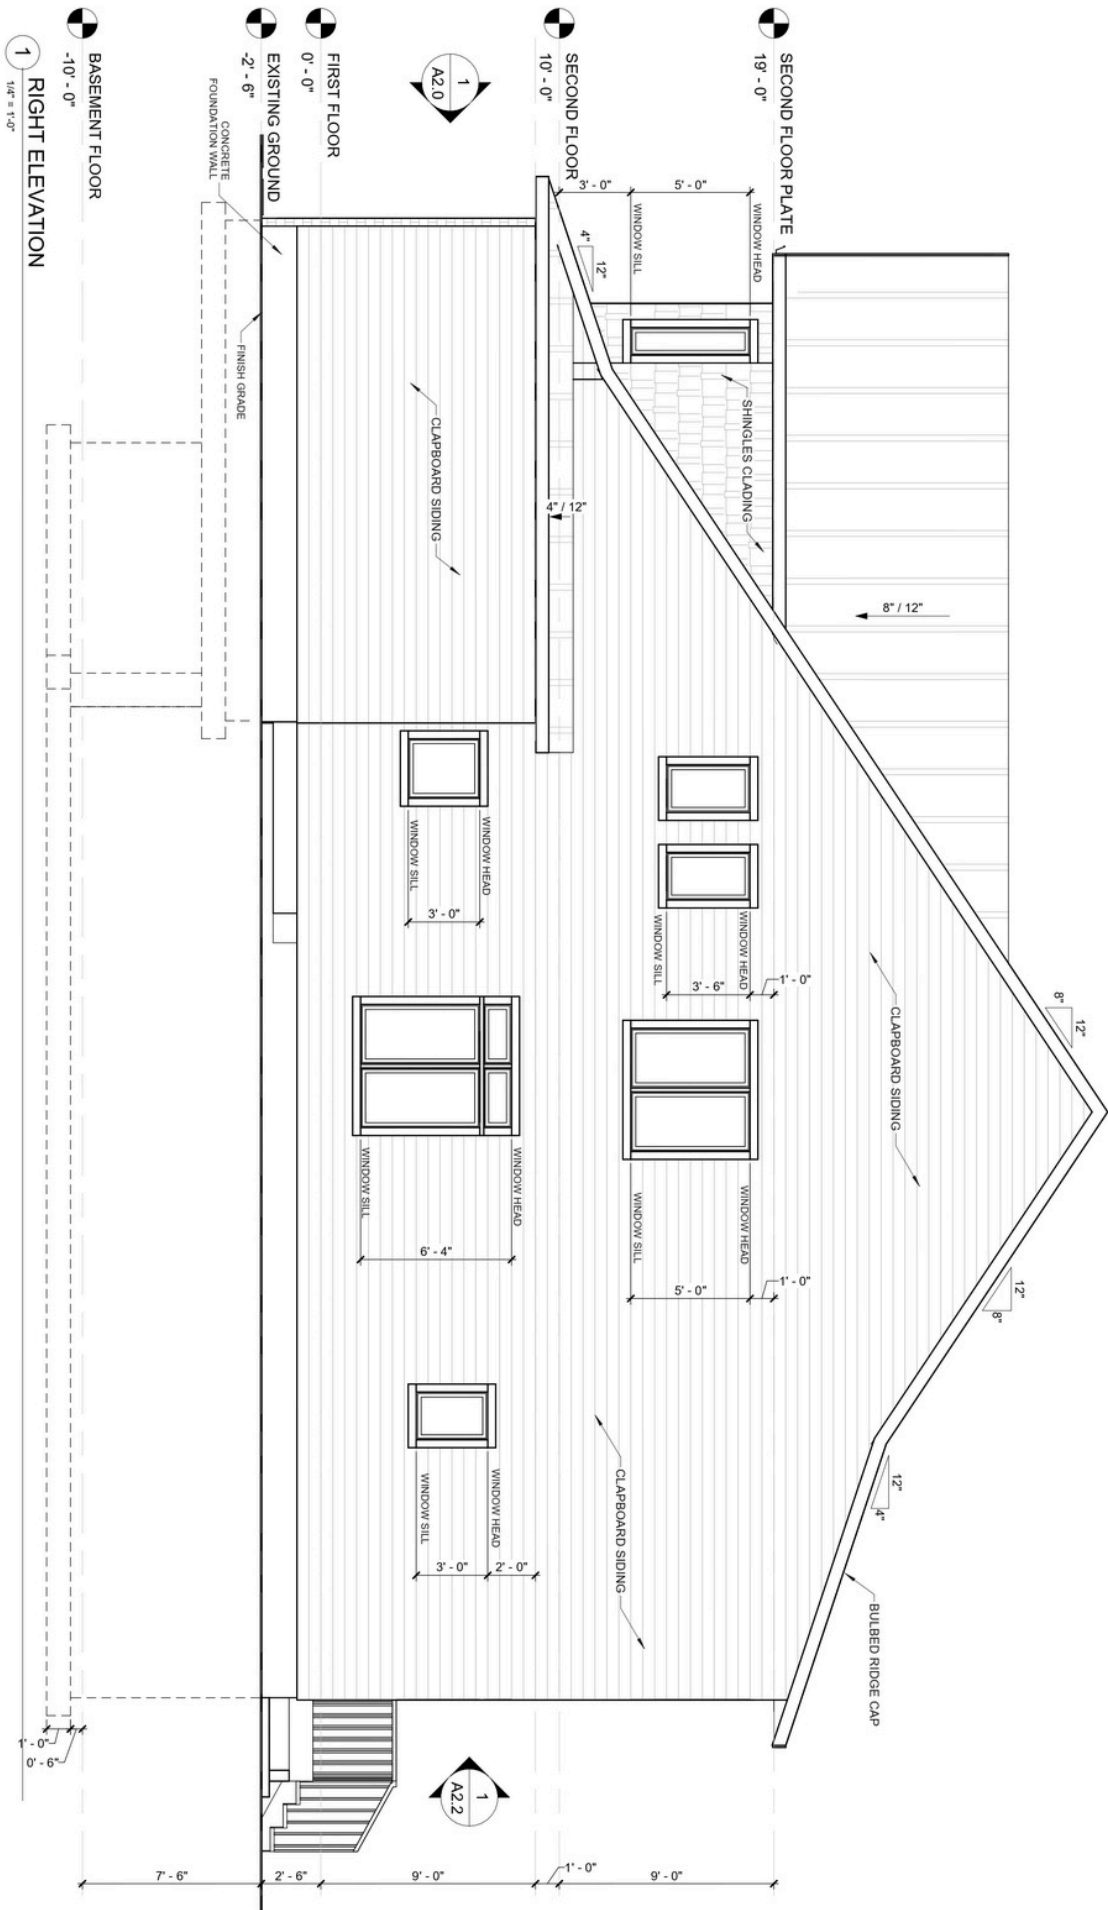 SECOND FLOOR PLATE
19' - 0"
SECOND FLOOR
10' - 0"
FIRST FLOOR
0' - 0"
EXISTING GROUND
-2' - 6"
BASEMENT FLOOR
-10' - 0"
1
A2.0
WINDOW HEAD
5' - 0"
WINDOW SILL
3' - 0"
4"
12"
SHINGLES CLADING
8" / 12"
4" / 12"
CLAPBOARD SIDING
CONCRETE
FOUNDATION WALL
FINISH GRADE
8"
12"
CLAPBOARD SIDING
1' - 0"
WINDOW HEAD
3' - 6"
WINDOW SILL
WINDOW HEAD
3' - 0"
WINDOW SILL
1' - 0"
WINDOW HEAD
5' - 0"
WINDOW SILL
WINDOW HEAD
6' - 4"
WINDOW SILL
12"
8"
12"
4"
BULBED RIDGE CAP
CLAPBOARD SIDING
2' - 0"
WINDOW HEAD
3' - 0"
WINDOW SILL
1
A2.2
9' - 0"
1' - 0"
9' - 0"
2' - 6"
7' - 6"
0' - 6"
1' - 0"
1
RIGHT ELEVATION
1/4" = 1'-0"